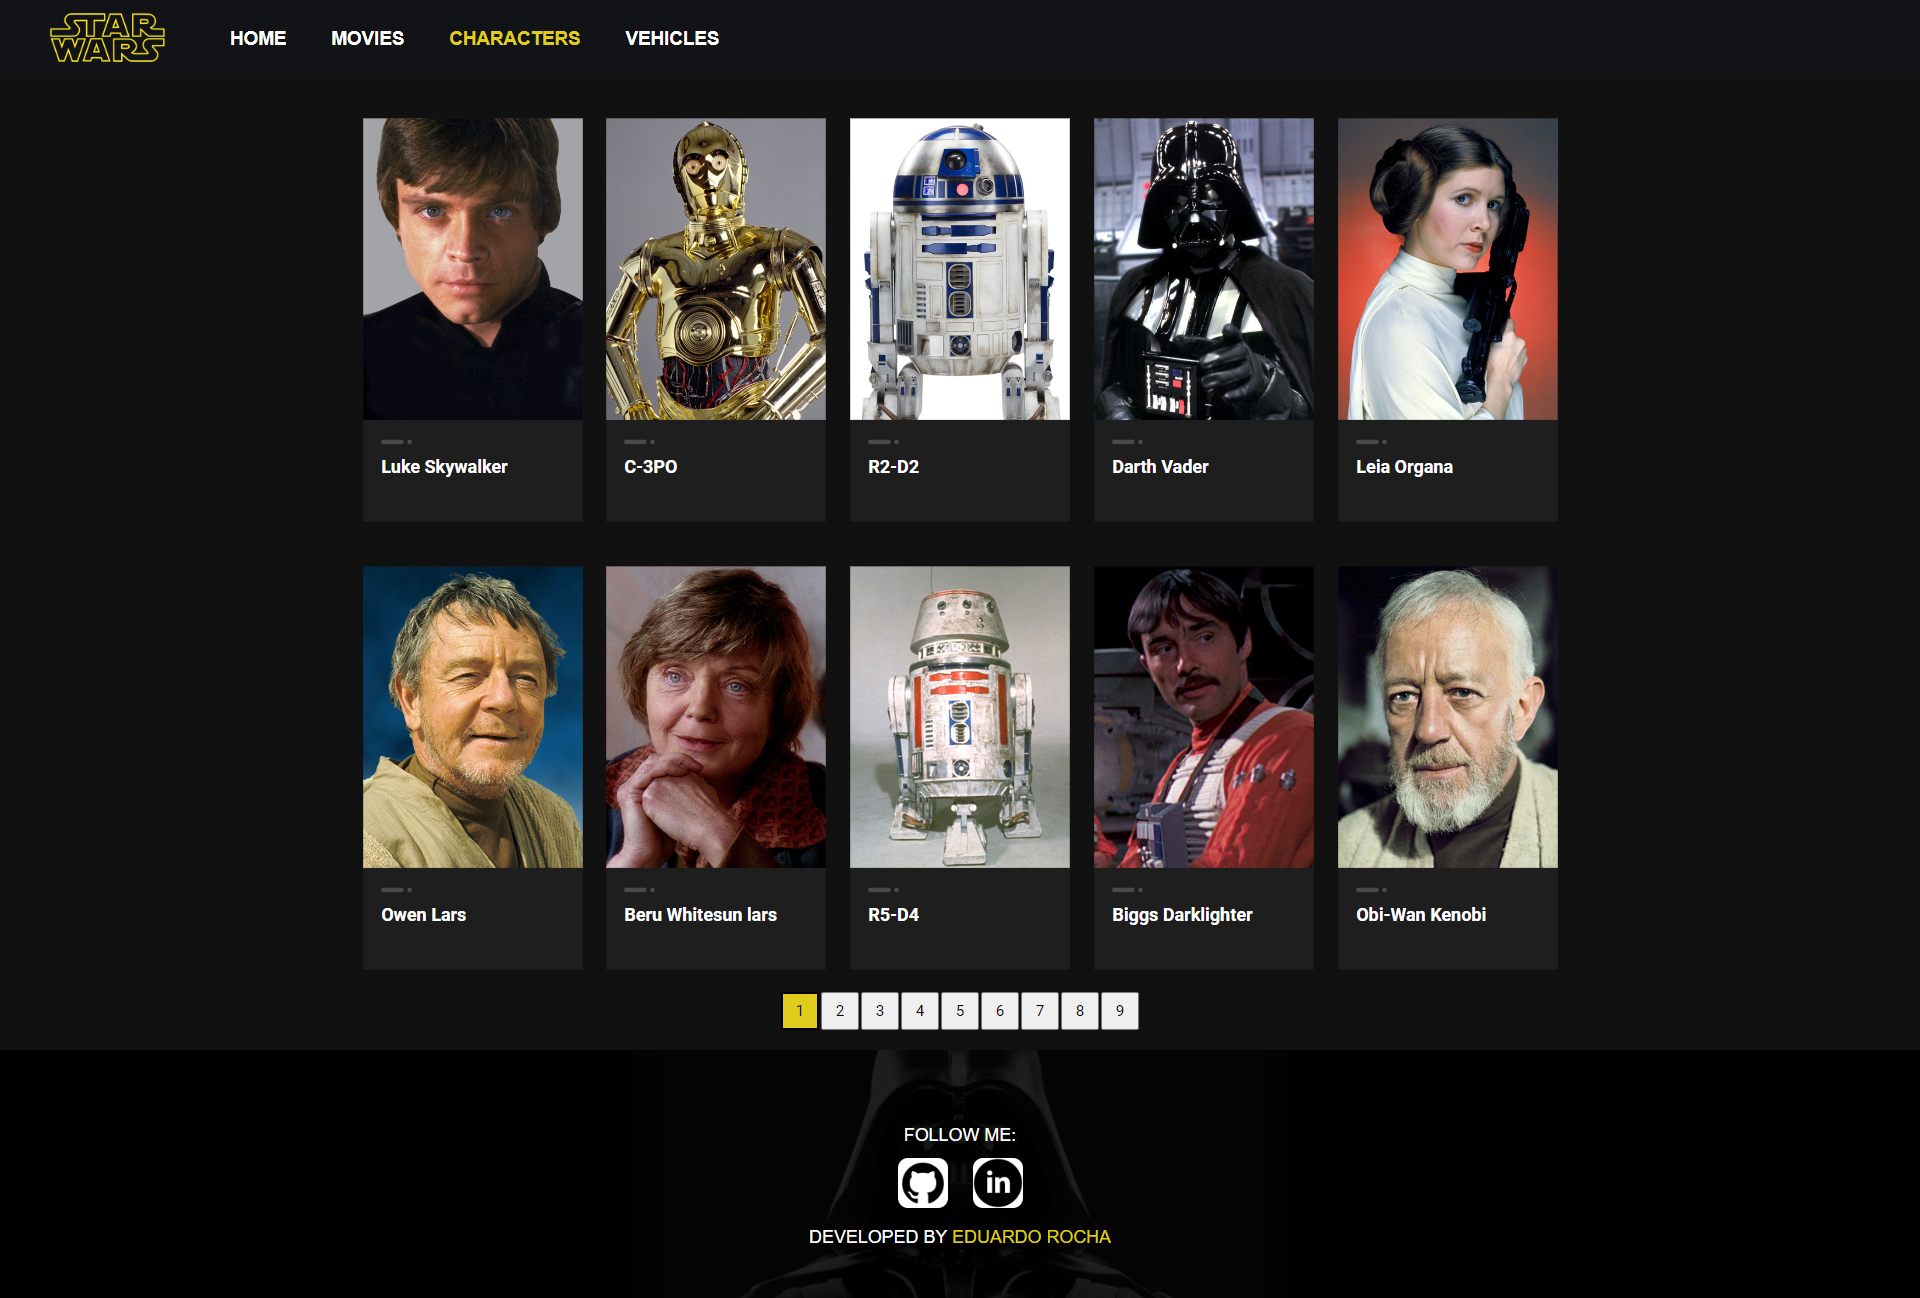 STAR
WARS
HOME MOVIES CHARACTERS VEHICLES
Luke Skywalker
C-3PO
R2-D2
Darth Vader
Leia Organa
Owen Lars
Beru Whitesun lars
R5-D4
Biggs Darklighter
Obi-Wan Kenobi
1 2 3 4 5 6 7 8 9
FOLLOW ME:
in
DEVELOPED BY EDUARDO ROCHA